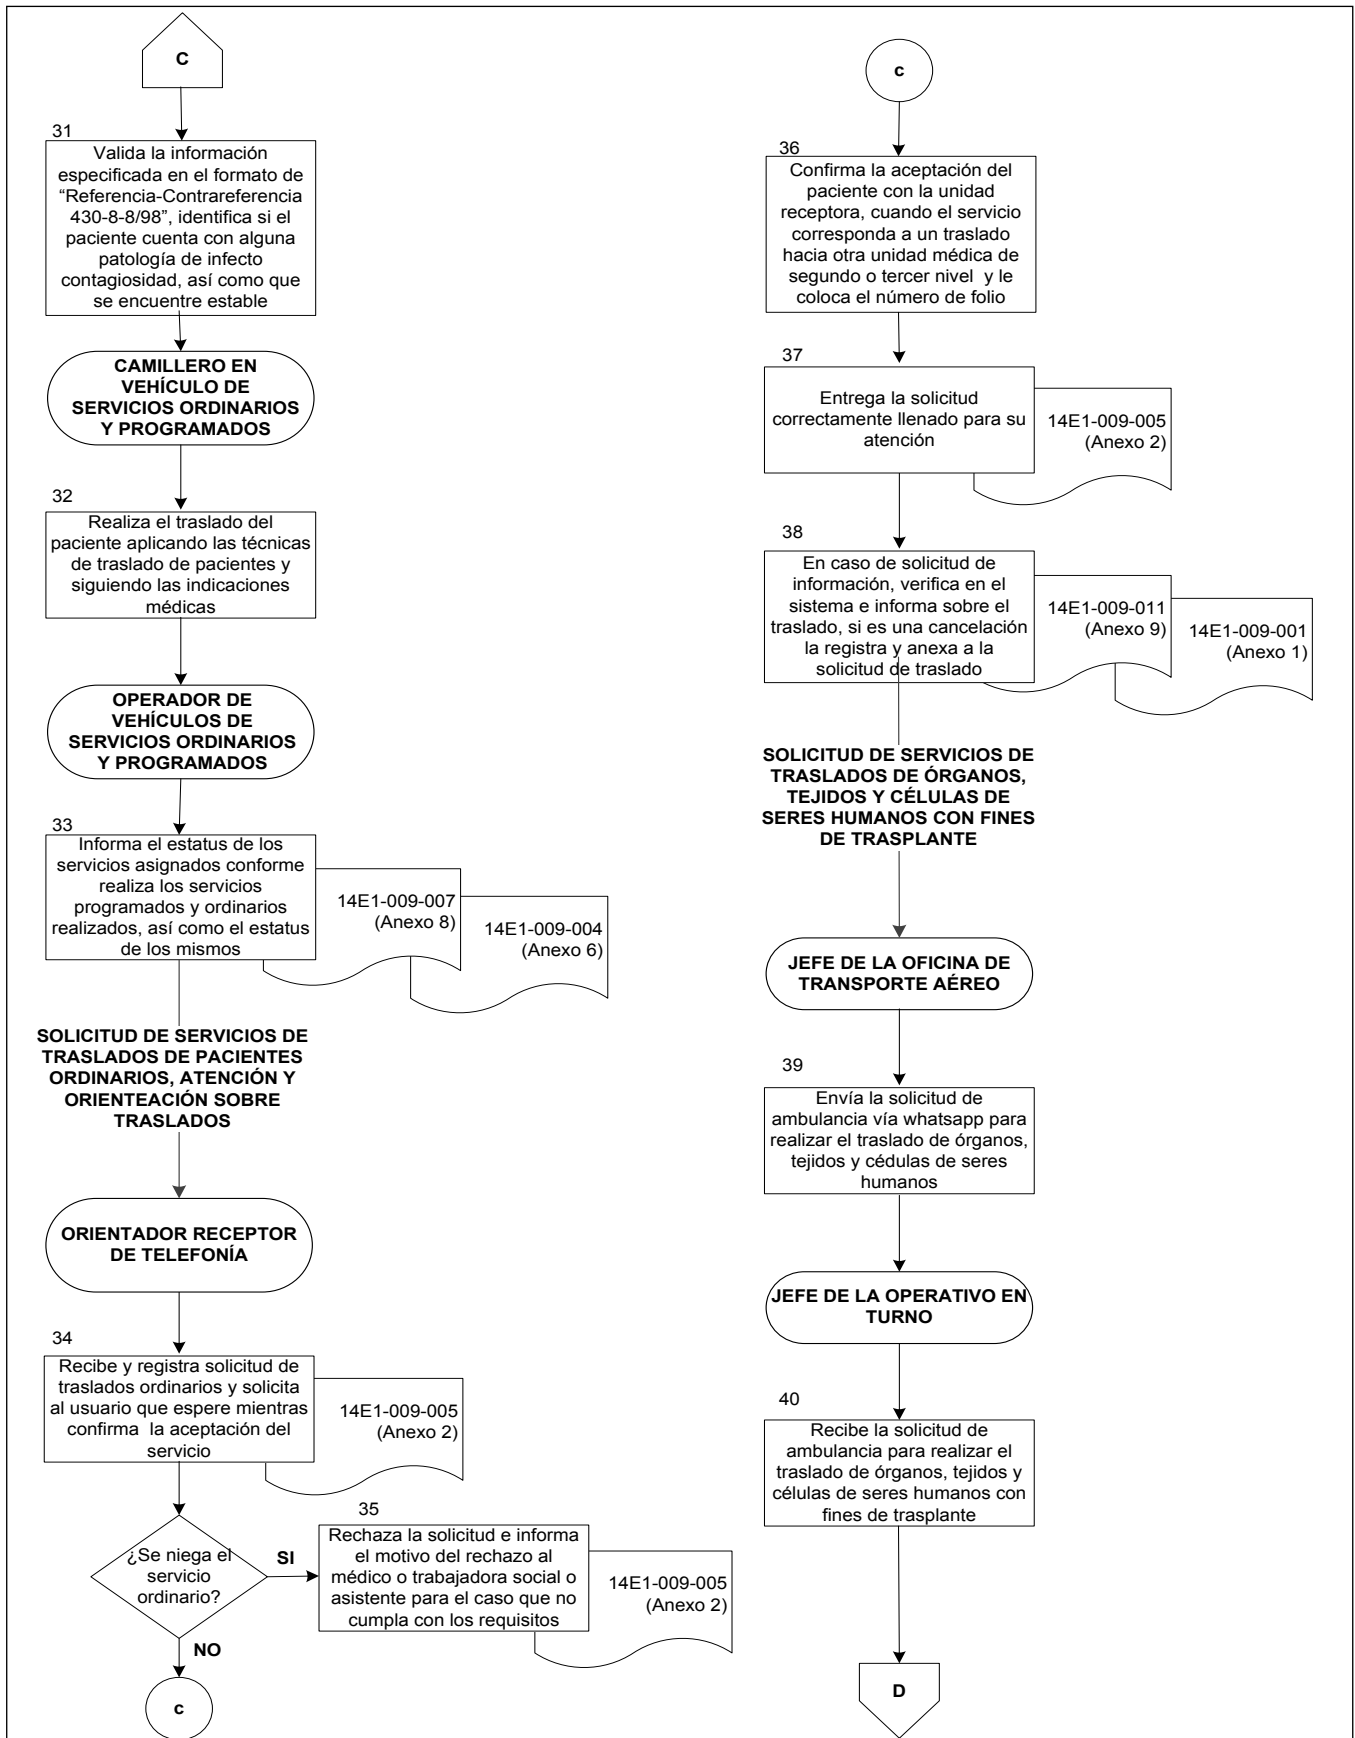 C
31
Valida la información
especificada en el formato de
“Referencia-Contrareferencia
430-8-8/98”, identifica si el
paciente cuenta con alguna
patología de infecto
contagiosidad, así como que
se encuentre estable
CAMILLERO EN
VEHÍCULO DE
SERVICIOS ORDINARIOS
Y PROGRAMADOS
32
Realiza el traslado del
paciente aplicando las técnicas
de traslado de pacientes y
siguiendo las indicaciones
médicas
OPERADOR DE
VEHÍCULOS DE
SERVICIOS ORDINARIOS
Y PROGRAMADOS
33
Informa el estatus de los
servicios asignados conforme
realiza los servicios
programados y ordinarios
realizados, así como el estatus
de los mismos
14E1-009-007
(Anexo 8)
14E1-009-004
(Anexo 6)
SOLICITUD DE SERVICIOS DE
TRASLADOS DE PACIENTES
ORDINARIOS, ATENCIÓN Y
ORIENTEACIÓN SOBRE
TRASLADOS
ORIENTADOR RECEPTOR
DE TELEFONÍA
34
Recibe y registra solicitud de
traslados ordinarios y solicita
al usuario que espere mientras
confirma la aceptación del
servicio
14E1-009-005
(Anexo 2)
¿Se niega el
servicio
ordinario?
SI
35
Rechaza la solicitud e informa
el motivo del rechazo al
médico o trabajadora social o
asistente para el caso que no
cumpla con los requisitos
14E1-009-005
(Anexo 2)
NO
c
c
36
Confirma la aceptación del
paciente con la unidad
receptora, cuando el servicio
corresponda a un traslado
hacia otra unidad médica de
segundo o tercer nivel y le
coloca el número de folio
37
Entrega la solicitud
correctamente llenado para su
atención
14E1-009-005
(Anexo 2)
38
En caso de solicitud de
información, verifica en el
sistema e informa sobre el
traslado, si es una cancelación
la registra y anexa a la
solicitud de traslado
14E1-009-011
(Anexo 9)
14E1-009-001
(Anexo 1)
SOLICITUD DE SERVICIOS DE
TRASLADOS DE ÓRGANOS,
TEJIDOS Y CÉLULAS DE
SERES HUMANOS CON FINES
DE TRASPLANTE
JEFE DE LA OFICINA DE
TRANSPORTE AÉREO
39
Envía la solicitud de
ambulancia vía whatsapp para
realizar el traslado de órganos,
tejidos y cédulas de seres
humanos
JEFE DE LA OPERATIVO EN
TURNO
40
Recibe la solicitud de
ambulancia para realizar el
traslado de órganos, tejidos y
células de seres humanos con
fines de trasplante
D